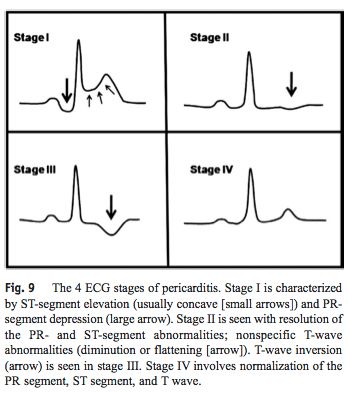 Stage I
Stage II
Stage III
Stage IV
Fig. 9 The 4 ECG stages of pericarditis. Stage I is characterized
by ST-segment elevation (usually concave [small arrows]) and PR-
segment depression (large arrow). Stage II is seen with resolution of
the PR- and ST-segment abnormalities; nonspecific T-wave
abnormalities (diminution or flattening [arrow]). T-wave inversion
(arrow) is seen in stage III. Stage IV involves normalization of the
PR segment, ST segment, and T wave.